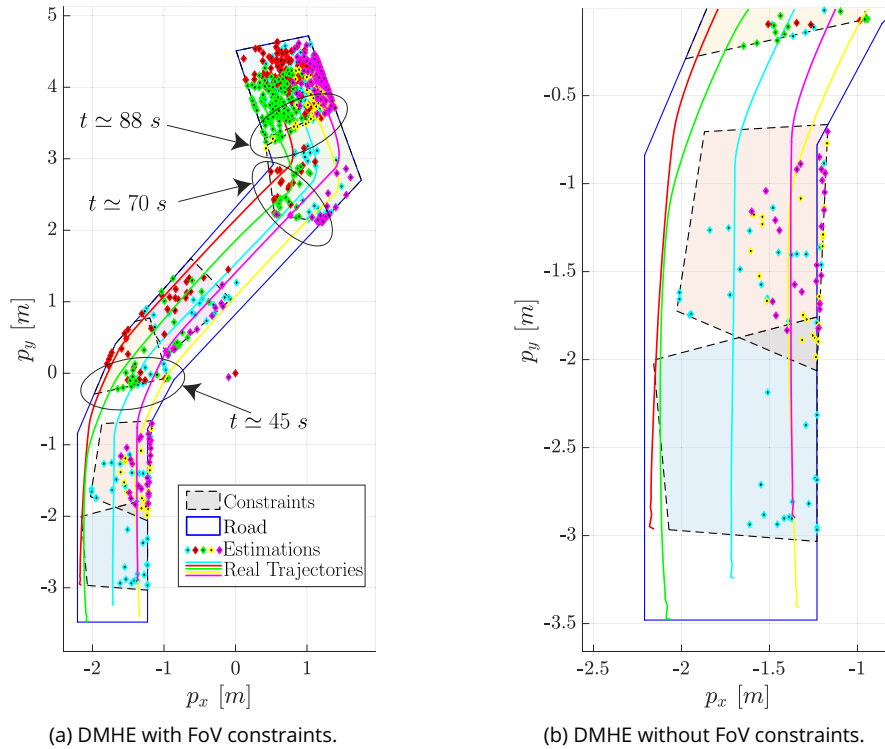 5
4
3
2
1
0
-1
-2
-3
p_y [m]
t ≃ 88 s
t ≃ 70 s
t ≃ 45 s
Constraints
Road
Estimations
Real Trajectories
-2 -1 0 1
p_x [m]
(a) DMHE with FoV constraints.
-0.5
-1
-1.5
-2
-2.5
-3
-3.5
p_y [m]
-2.5 -2 -1.5 -1
p_x [m]
(b) DMHE without FoV constraints.